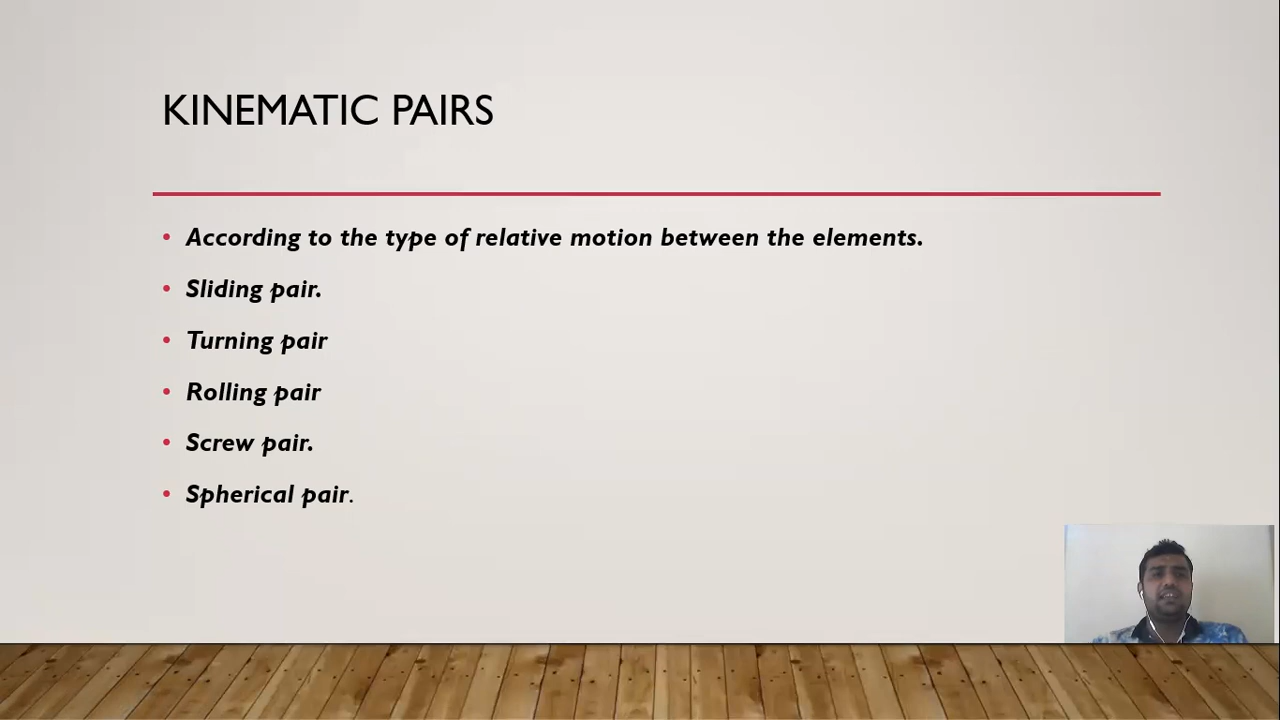 KINEMATIC PAIRS
• According to the type of relative motion between the elements.
• Sliding pair.
• Turning pair
• Rolling pair
• Screw pair.
• Spherical pair.